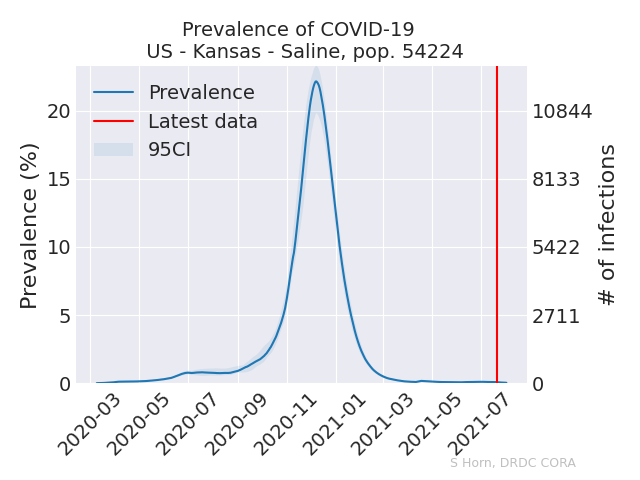 Prevalence of COVID-19
US - Kansas - Saline, pop. 54224
Prevalence
Latest data
95CI
Prevalence (%)
20
15
10
5
0
10844
8133
5422
2711
0
# of infections
2020-03
2020-05
2020-07
2020-09
2020-11
2021-01
2021-03
2021-05
2021-07
S Horn, DRDC CORA